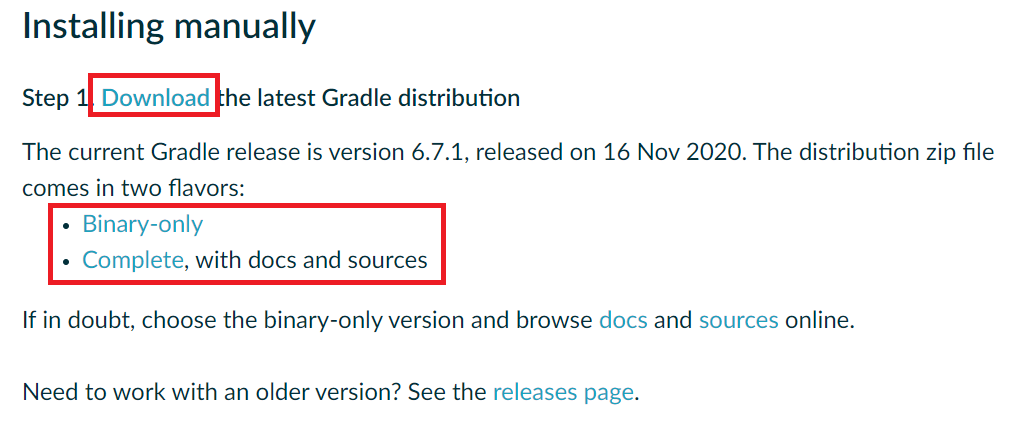 Installing manually
Step 1. Download the latest Gradle distribution
The current Gradle release is version 6.7.1, released on 16 Nov 2020. The distribution zip file
comes in two flavors:
• Binary-only
• Complete, with docs and sources
If in doubt, choose the binary-only version and browse docs and sources online.
Need to work with an older version? See the releases page.